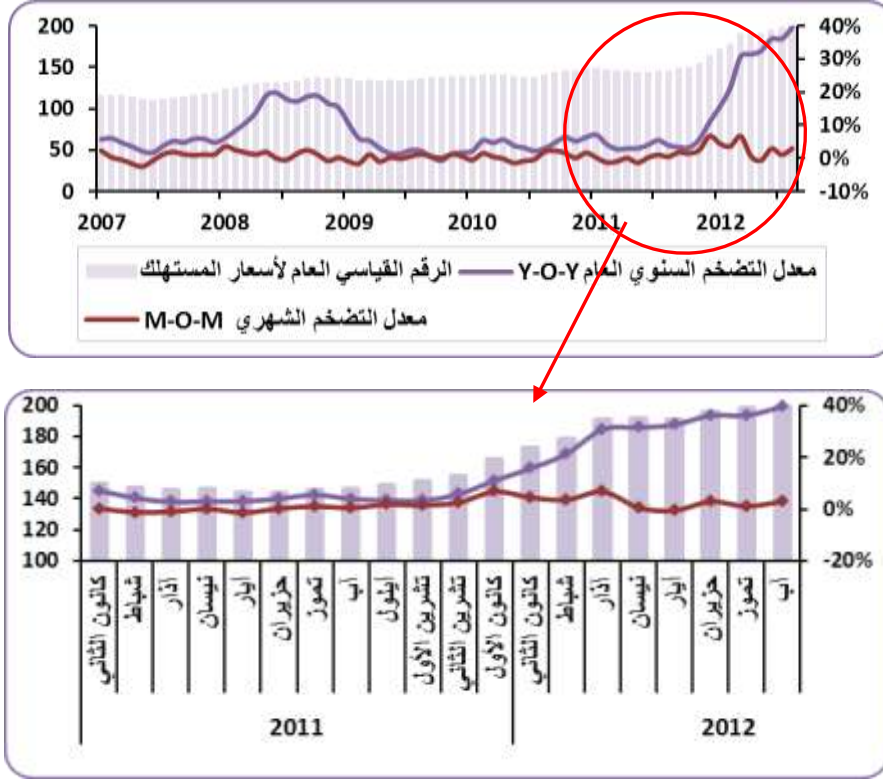 200
150
100
50
0
40%
30%
20%
10%
0%
-10%
2007 2008 2009 2010 2011 2012
الرقم القياسي العام لأسعار المستهلك معدل التضخم السنوي العام Y-O-Y
معدل التضخم الشهري M-O-M
200
180
160
140
120
100
40%
20%
0%
-20%
كانون الثاني
شباط
آذار
نيسان
أيار
حزيران
تموز
آب
أيلول
تشرين الأول
تشرين الثاني
كانون الأول
كانون الثاني
شباط
آذار
نيسان
أيار
حزيران
تموز
آب
2011 2012